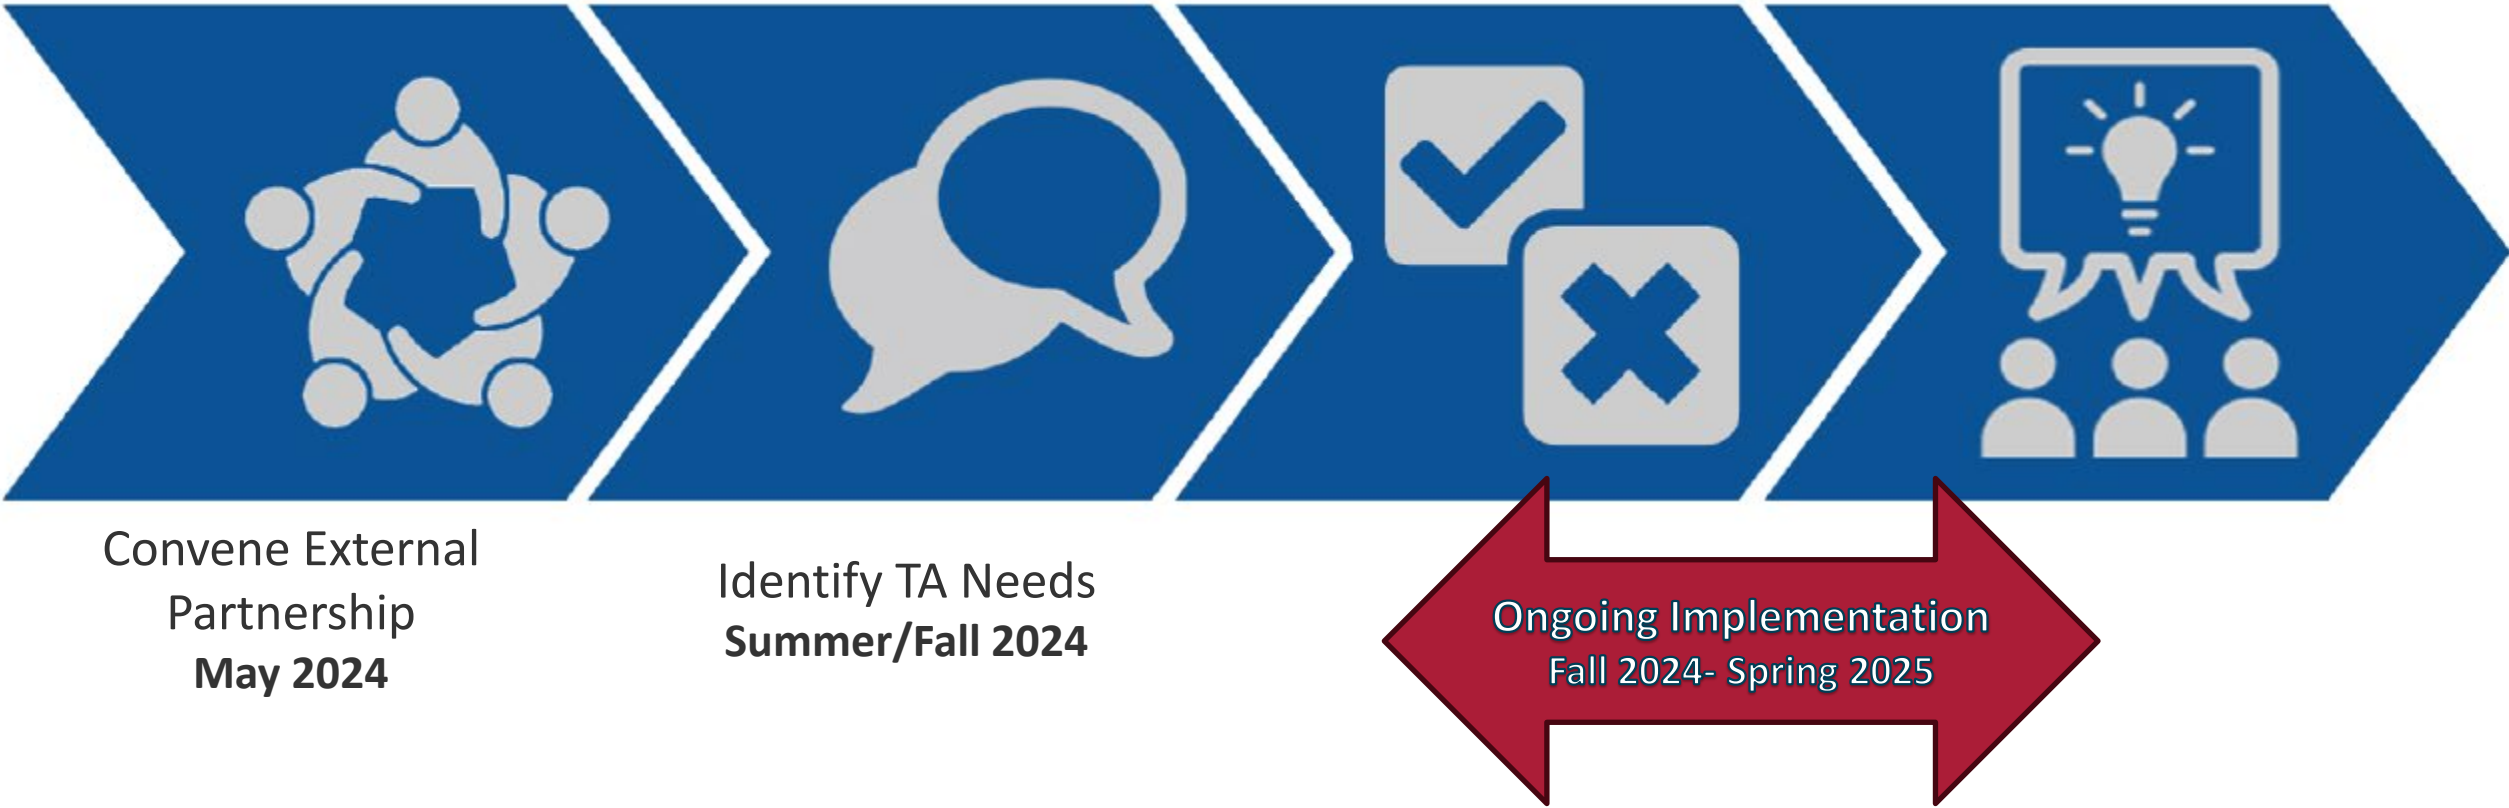 Convene External
Partnership
May 2024
Identify TA Needs
Summer/Fall 2024
Ongoing Implementation
Fall 2024- Spring 2025